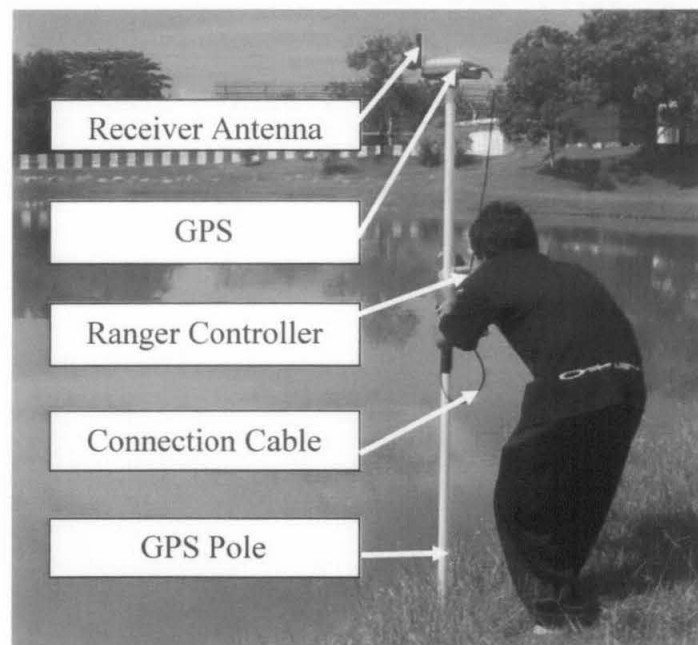 Receiver Antenna
GPS
Ranger Controller
Connection Cable
GPS Pole